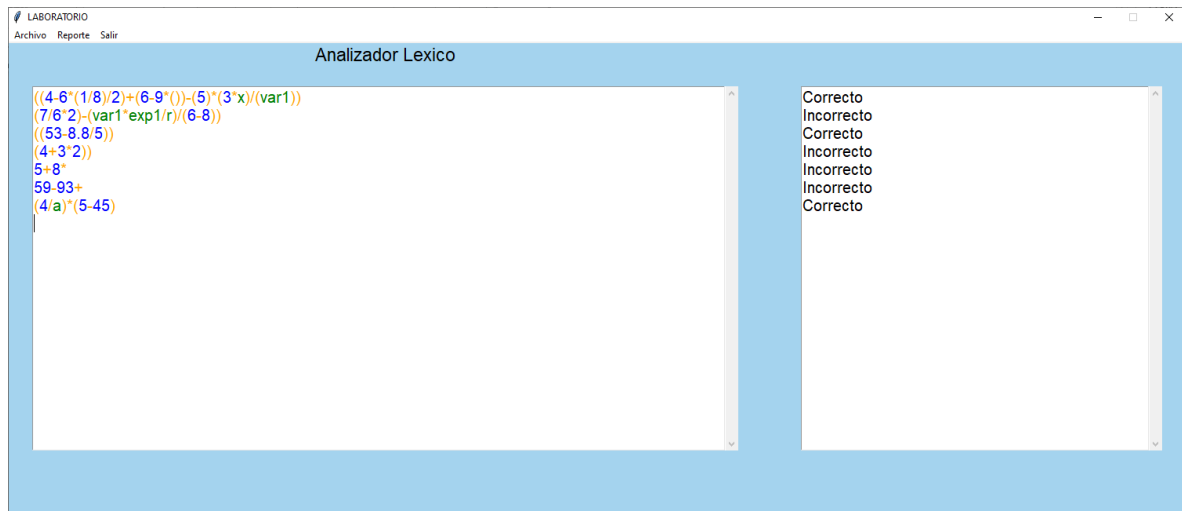 LABORATORIO
Archivo Reporte Salir
Analizador Lexico
((4-6*(1/8)/2)+(6-9*())-(5)*(3*x)/(var1))
(7/6*2)-(var1*exp1/r)/(6-8))
((53-8.8/5))
(4+3*2))
5+8*
59-93+
(4/a)*(5-45)
Correcto
Incorrecto
Correcto
Incorrecto
Incorrecto
Incorrecto
Correcto